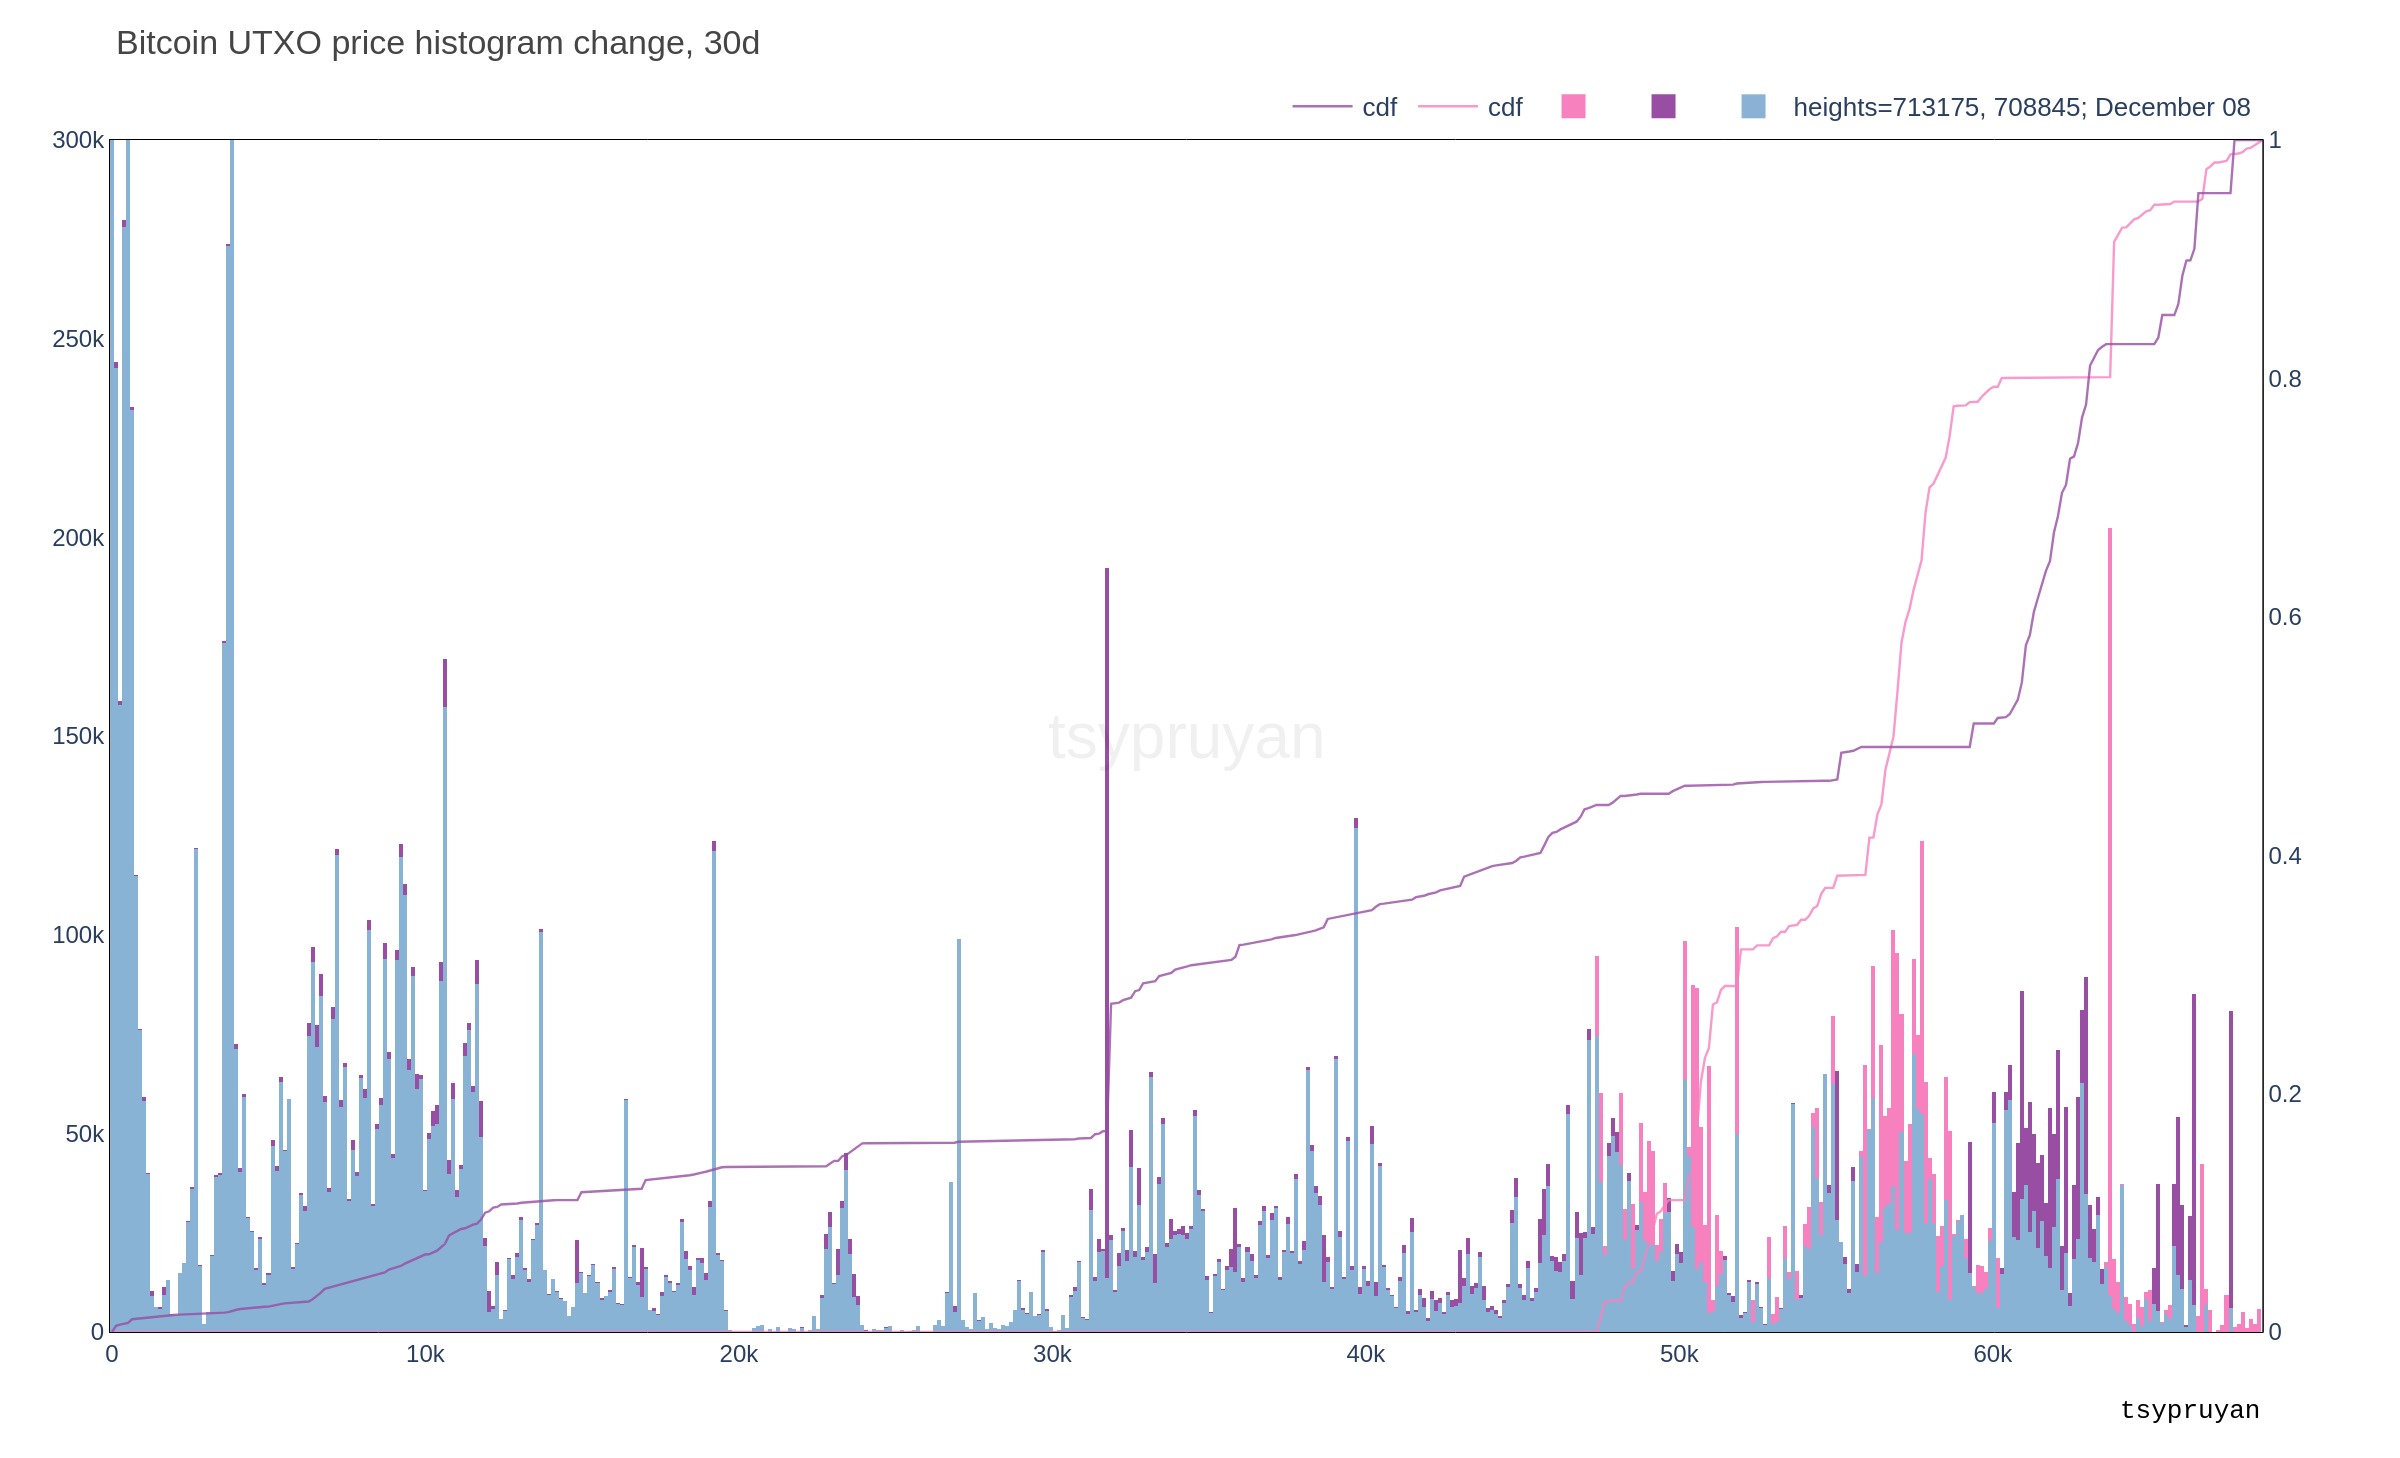 Bitcoin UTXO price histogram change, 30d
cdf cdf heights=713175, 708845; December 08
300k
250k
200k
150k
100k
50k
0
1
0.8
0.6
0.4
0.2
0
tsypruyan
0 10k 20k 30k 40k 50k 60k
tsypruyan